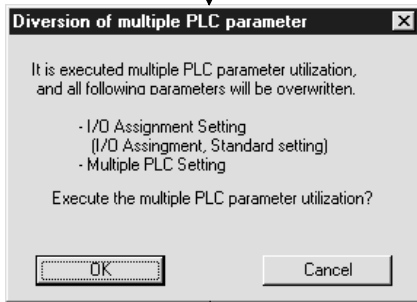 Diversion of multiple PLC parameter
It is executed multiple PLC parameter utilization,
and all following parameters will be overwritten.
- I/O Assignment Setting
(I/O Assingment, Standard setting)
- Multiple PLC Setting
Execute the multiple PLC parameter utilization?
OK Cancel